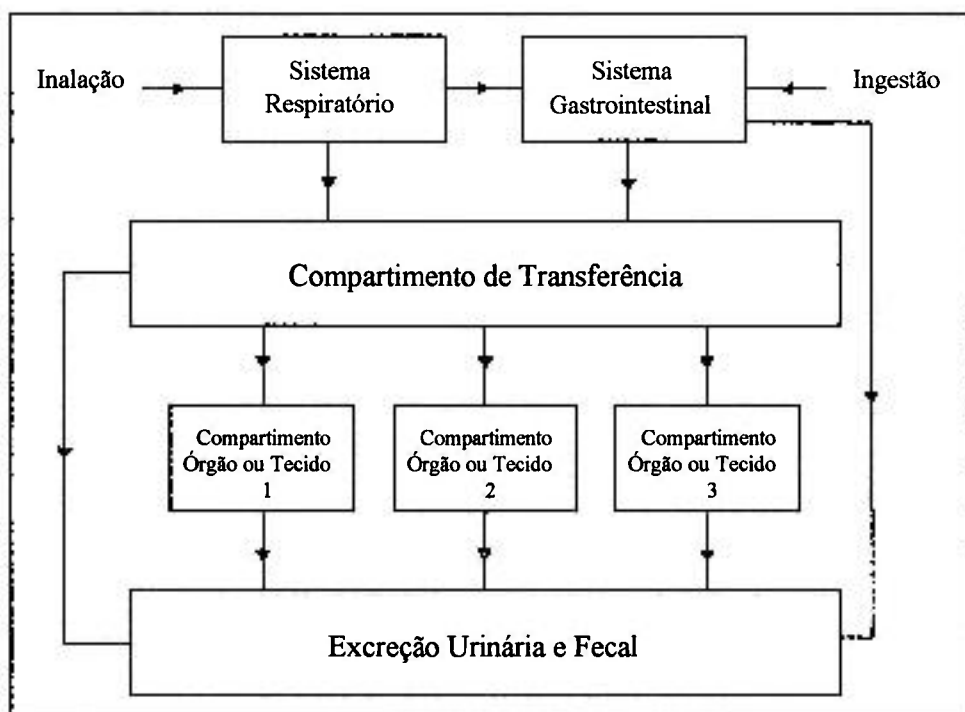 Inalação
Sistema
Respiratório
Sistema
Gastrointestinal
Ingestão
Compartimento de Transferência
Compartimento
Órgão ou Tecido
1
Compartimento
Órgão ou Tecido
2
Compartimento
Órgão ou Tecido
3
Excreção Urinária e Fecal